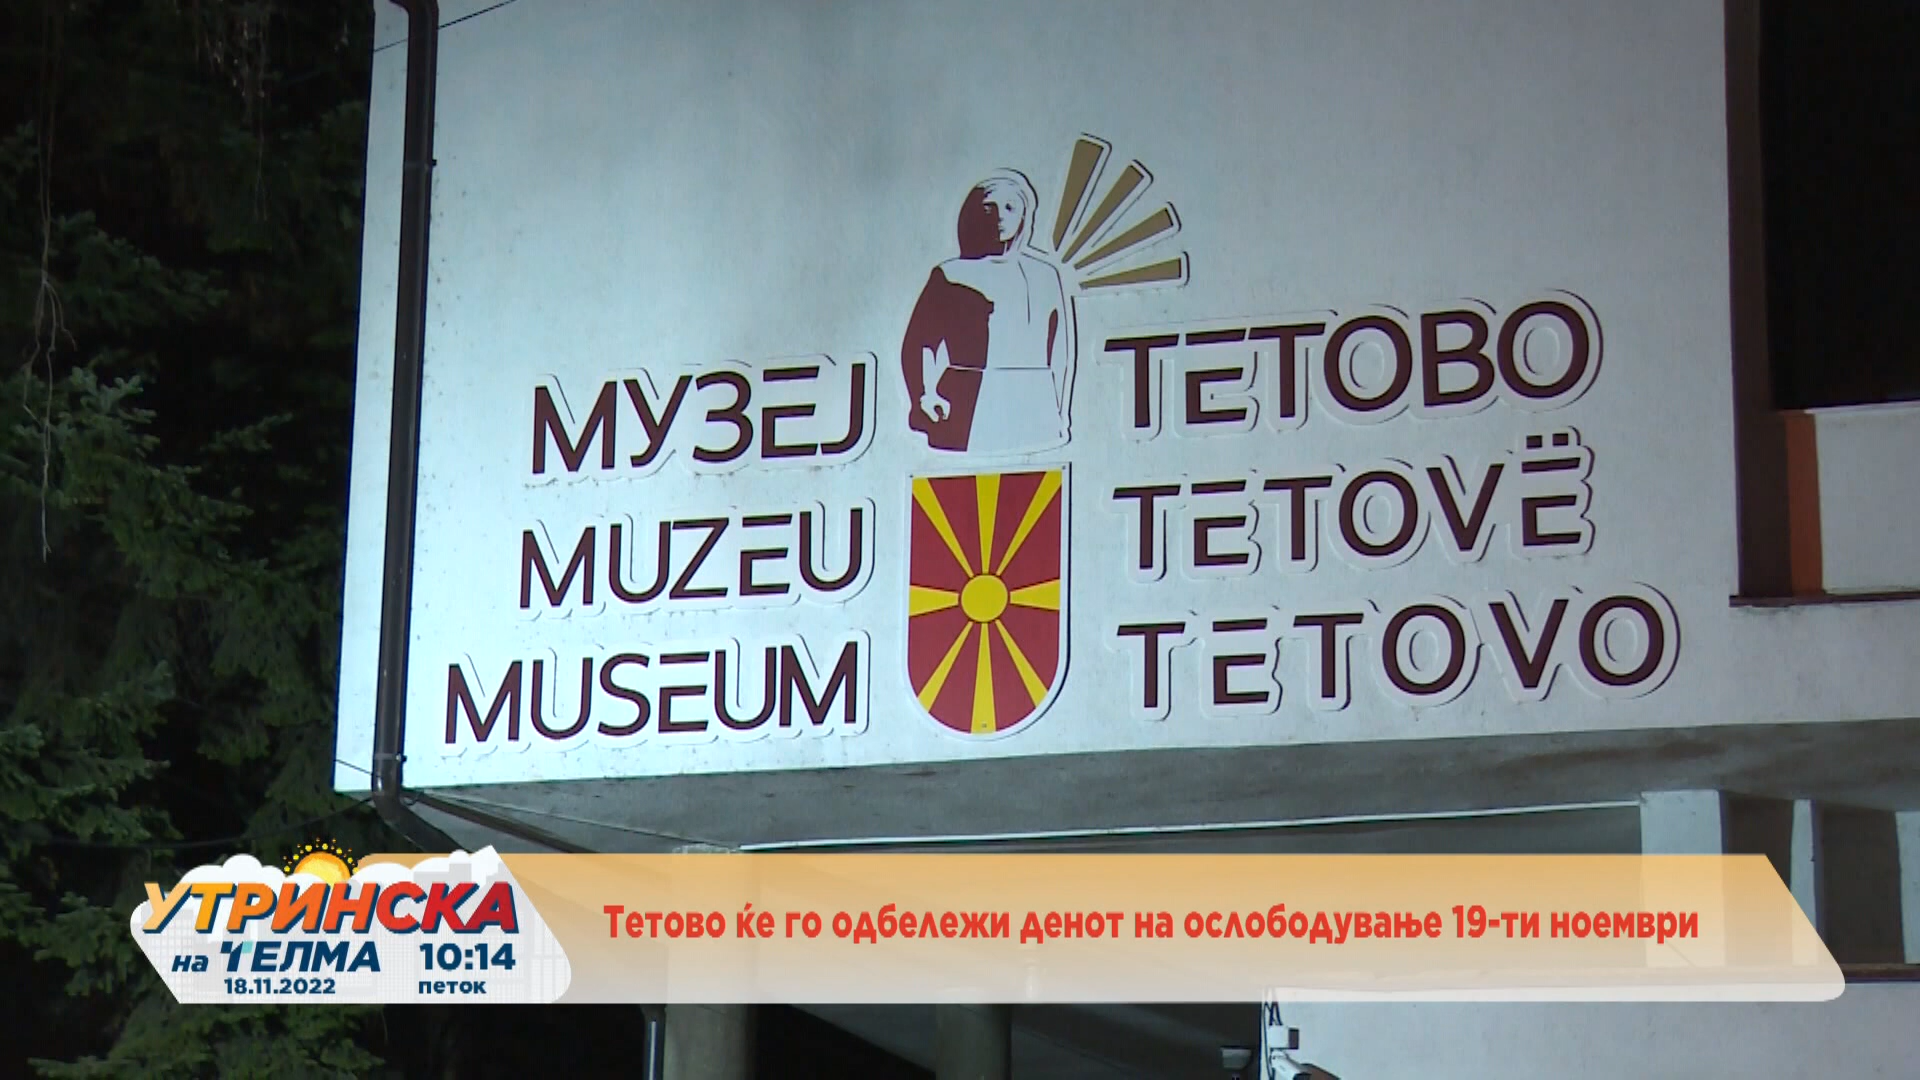 МУЗЕЈ ТЕТОВО
MUZEU TETOVË
MUSEUM TETOVO
УТРИНСКА
на ТЕЛМА 10:14
18.11.2022 петок
Тетово ќе го одбележи денот на ослободување 19-ти ноември